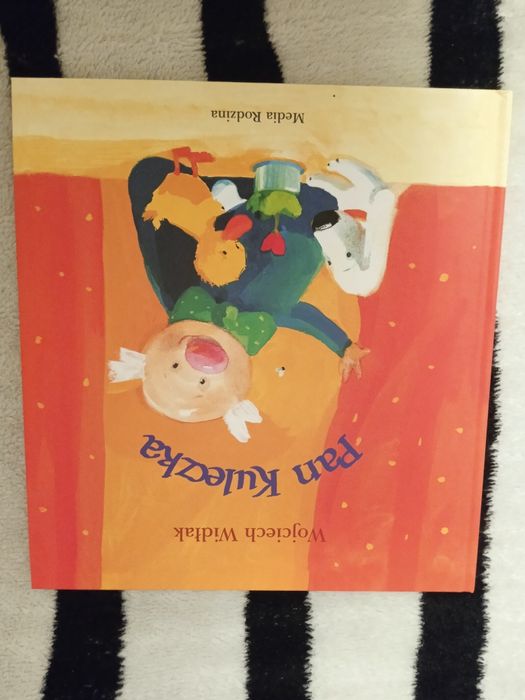 Wojciech Widłak
Pan Kuleczka
Media Rodzina